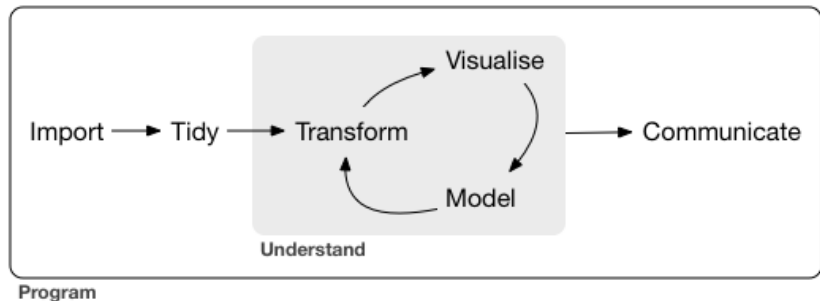 Visualise
Import
Tidy
Transform
Communicate
Model
Understand
Program